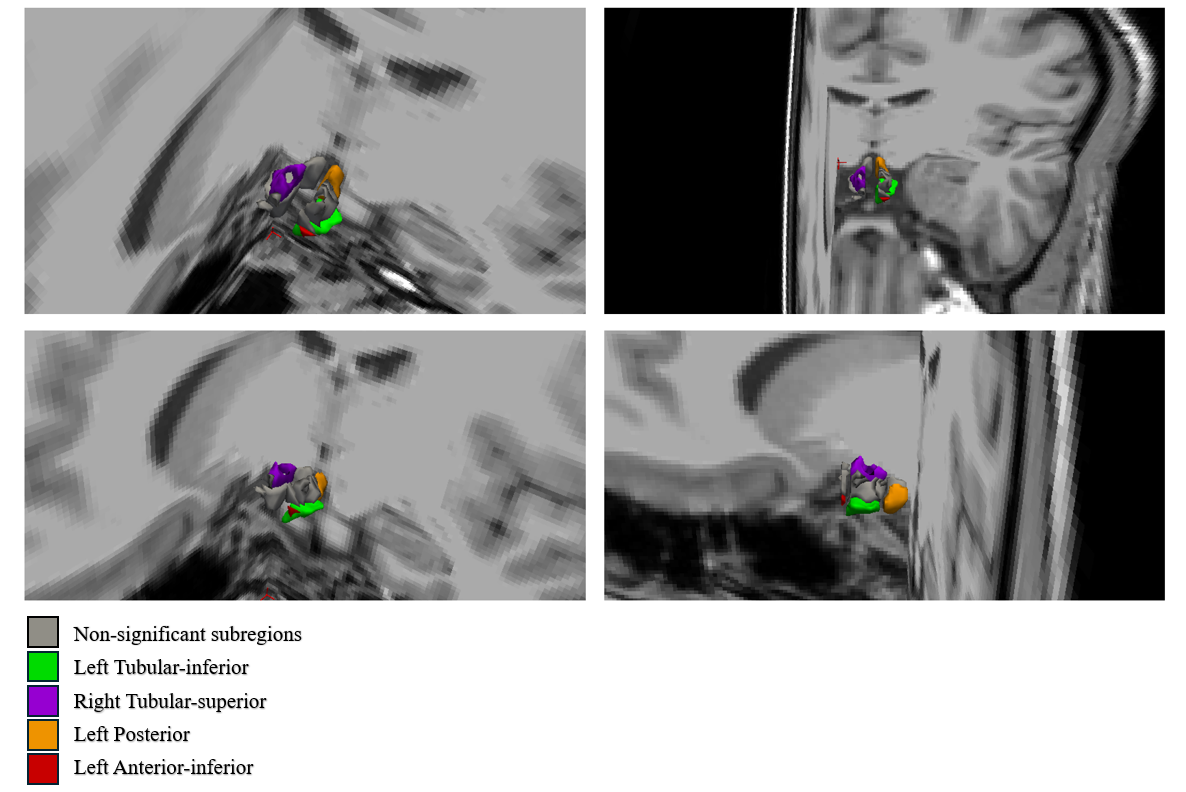 Non-significant subregions
Left Tubular-inferior
Right Tubular-superior
Left Posterior
Left Anterior-inferior